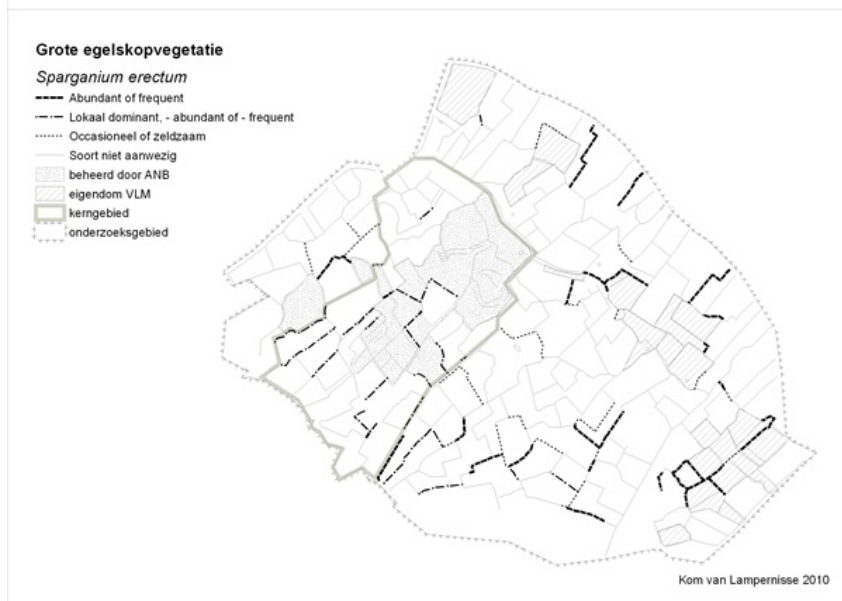 Grote egelskopvegetatie
Sparganium erectum
Abundant of frequent
Lokaal dominant, - abundant of - frequent
Occasioneel of zeldzaam
Soort niet aanwezig
beheerd door ANB
eigendom VLM
kerngebied
onderzoeksgebied
Kom van Lampernisse 2010